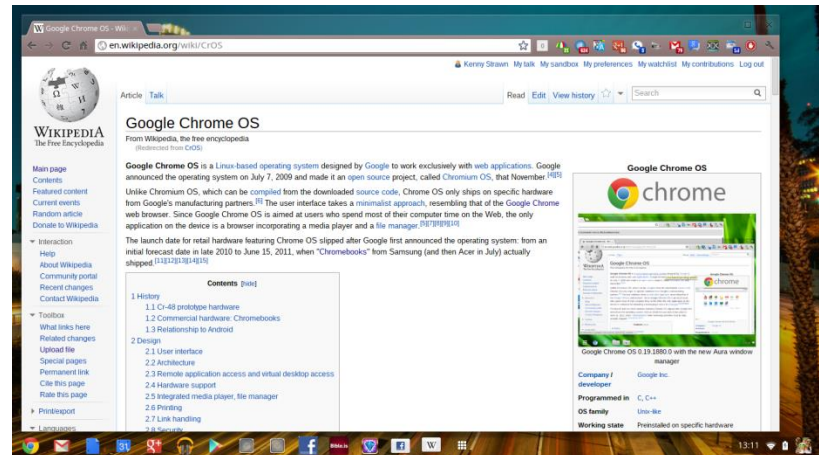 Google Chrome OS - Wiki
en.wikipedia.org/wiki/CrOS
Kenny Strawn My talk My sandbox My preferences My watchlist My contributions Log out
Article Talk
Read Edit View history
Search
WIKIPEDIA
The Free Encyclopedia
Main page
Contents
Featured content
Current events
Random article
Donate to Wikipedia
Interaction
Help
About Wikipedia
Community portal
Recent changes
Contact Wikipedia
Toolbox
What links here
Related changes
Upload file
Special pages
Permanent link
Cite this page
Rate this page
Print/export
Languages
Google Chrome OS
From Wikipedia, the free encyclopedia
(Redirected from CrOS)
Google Chrome OS is a Linux-based operating system designed by Google to work exclusively with web applications. Google
announced the operating system on July 7, 2009 and made it an open source project, called Chromium OS, that November.[4][5]
Unlike Chromium OS, which can be compiled from the downloaded source code, Chrome OS only ships on specific hardware
from Google's manufacturing partners.[6] The user interface takes a minimalist approach, resembling that of the Google Chrome
web browser. Since Google Chrome OS is aimed at users who spend most of their computer time on the Web, the only
application on the device is a browser incorporating a media player and a file manager.[5][7][8][9][10]
The launch date for retail hardware featuring Chrome OS slipped after Google first announced the operating system: from an
initial forecast date in late 2010 to June 15, 2011, when "Chromebooks" from Samsung (and then Acer in July) actually
shipped.[11][12][13][14][15]
Contents [hide]
1 History
1.1 Cr-48 prototype hardware
1.2 Commercial hardware: Chromebooks
1.3 Relationship to Android
2 Design
2.1 User interface
2.2 Architecture
2.3 Remote application access and virtual desktop access
2.4 Hardware support
2.5 Integrated media player, file manager
2.6 Printing
2.7 Link handling
2.8 Security
Google Chrome OS
chrome
Google Chrome OS 0.19.1880.0 with the new Aura window
manager
Company / developer Google Inc.
Programmed in C, C++
OS family Unix-like
Working state Preinstalled on specific hardware
31
Bible.is
W
13:11